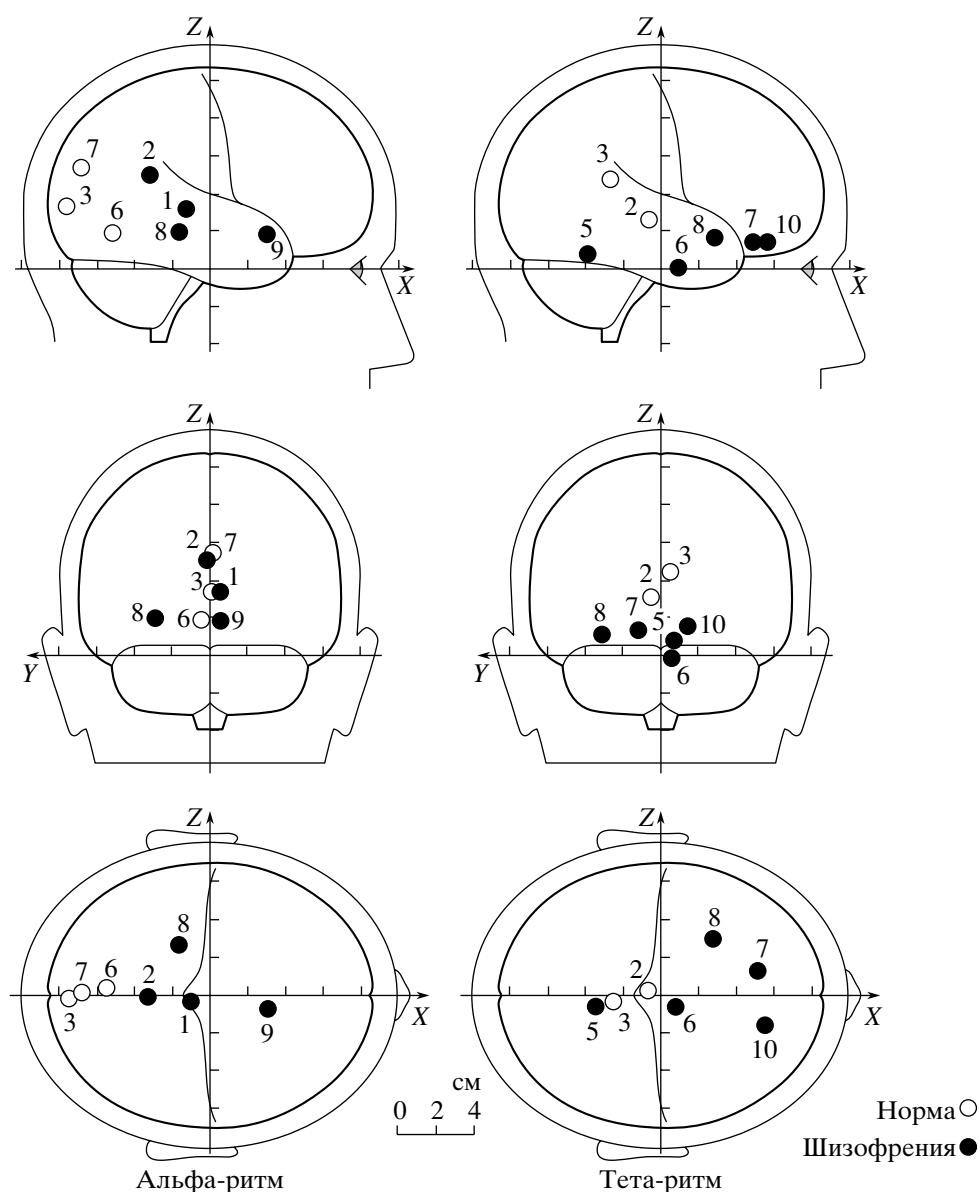 Z Z
7 2
3 6 1
8 9
X
3
2
5 6 8 7 10
X
Z Z
2 7
3 1
8 6 9
Y
3
2
8 7 5 10
6
Y
Z Z
8
7 6 2
3 1 9
X
8
2 7
5 3 6
10
X
см
0 2 4
Норма
Шизофрения
Альфа-ритм Тета-ритм